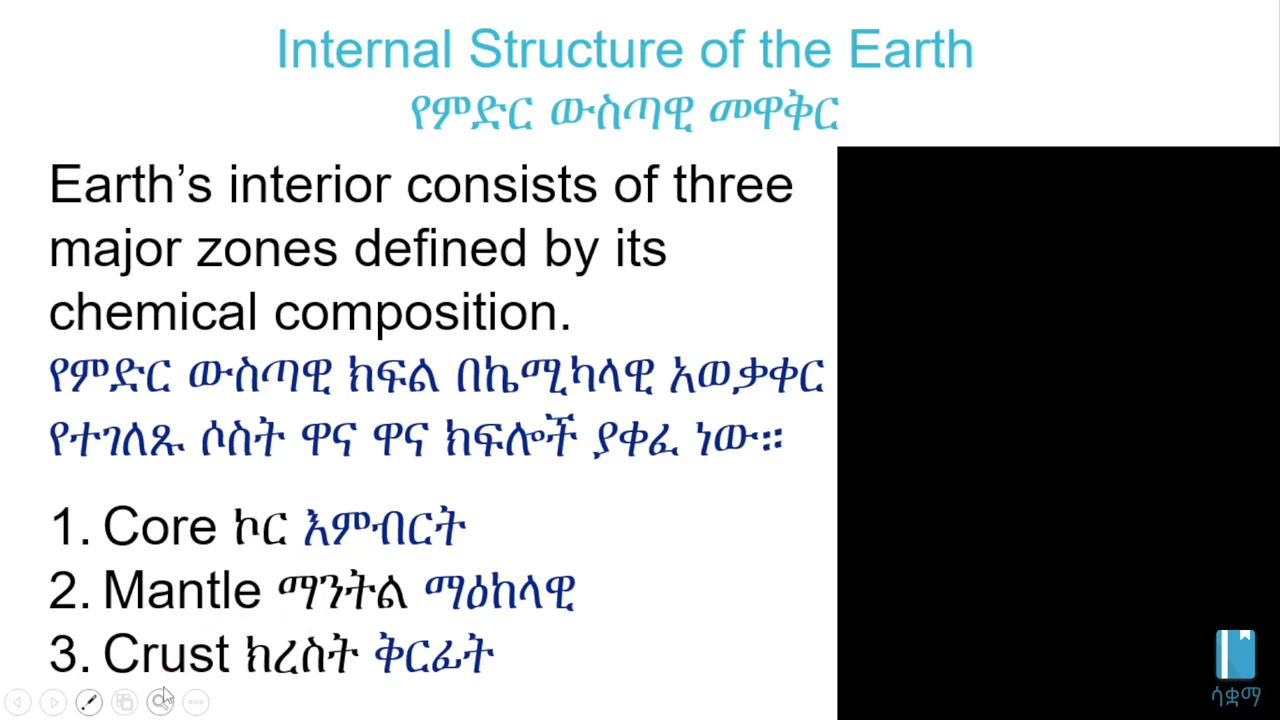 Internal Structure of the Earth
የምድር ውስጣዊ መዋቅር
Earth’s interior consists of three
major zones defined by its
chemical composition.
የምድር ውስጣዊ ክፍል በኬሚካላዊ አወቃቀር
የተገለጹ ሶስት ዋና ዋና ክፍሎች ያቀፈ ነው።
1. Core ኮር እምብርት
2. Mantle ማንትል ማዕከላዊ
3. Crust ክረስት ቅርፊት
ሳቋማ